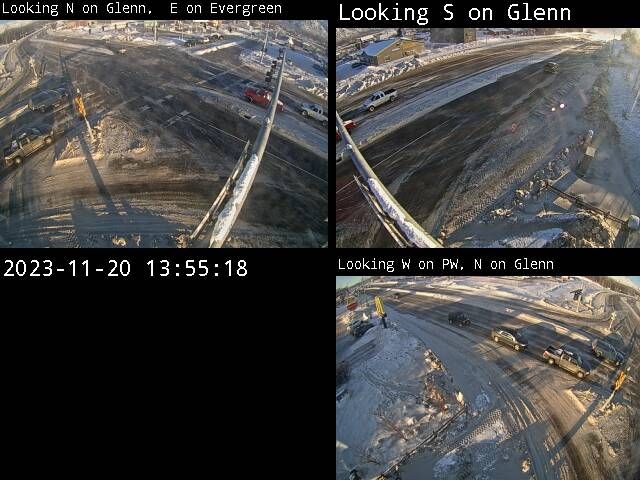 Looking N on Glenn, E on Evergreen
Looking S on Glenn
2023-11-20 13:55:18
Looking W on PW, N on Glenn